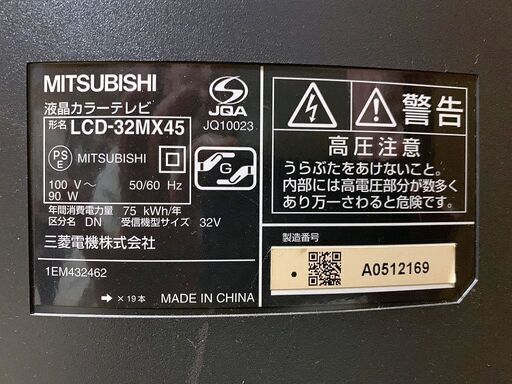 MITSUBISHI
液晶カラーテレビ
形名 LCD-32MX45
JQA
JQ10023
PS
E
MITSUBISHI
100 V～ 50/60 Hz
90 W
G
年間消費電力量 75 kWh/年
区分名 DN 受信機型サイズ 32V
三菱電機株式会社
1EM432462
➡ ×19本 MADE IN CHINA
警告
高圧注意
うらぶたをあけないこと。
内部には高電圧部分が数多く
あり万一さわると危険です。
製造番号
A0512169